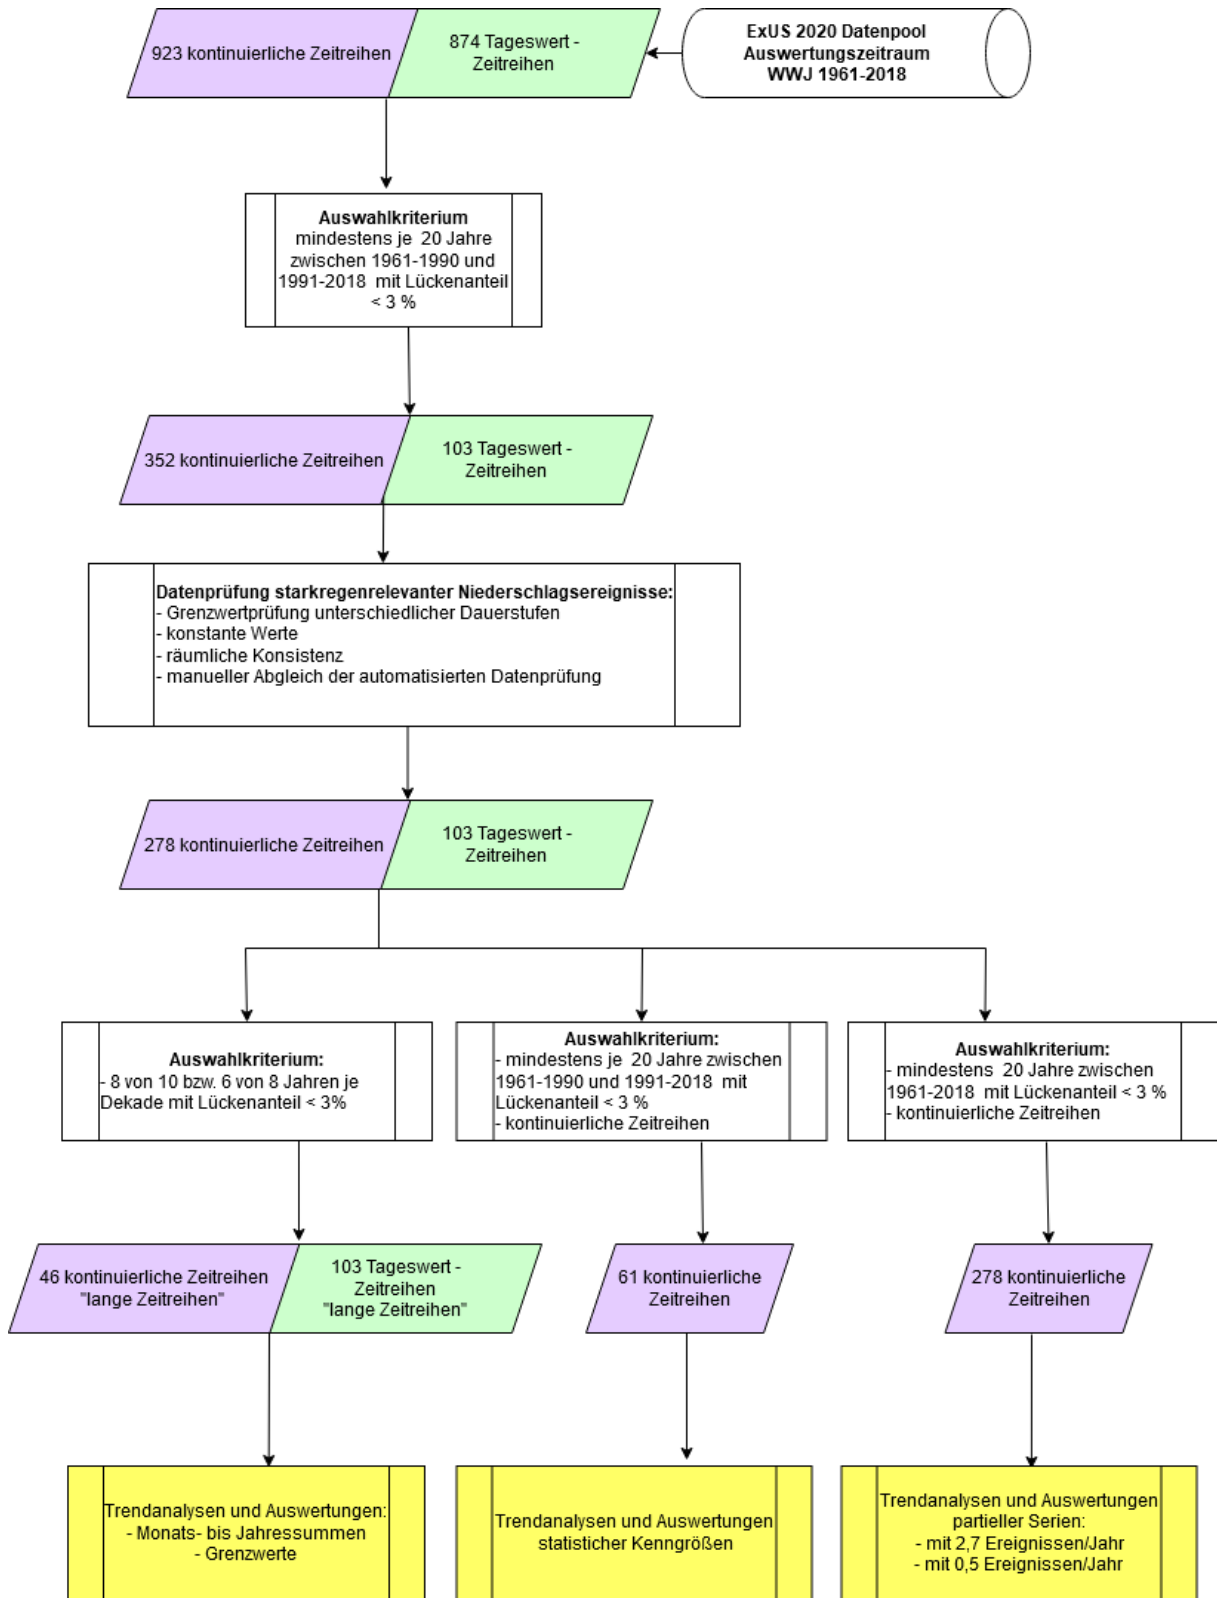 923 kontinuierliche Zeitreihen
874 Tageswert -
Zeitreihen
ExUS 2020 Datenpool
Auswertungszeitraum
WWJ 1961-2018
Auswahlkriterium
mindestens je  20 Jahre
zwischen 1961-1990 und
1991-2018  mit Lückenanteil
< 3 %
352 kontinuierliche Zeitreihen
103 Tageswert -
Zeitreihen
Datenprüfung starkregenrelevanter Niederschlagsereignisse:
- Grenzwertprüfung unterschiedlicher Dauerstufen
- konstante Werte
- räumliche Konsistenz
- manueller Abgleich der automatisierten Datenprüfung
278 kontinuierliche Zeitreihen
103 Tageswert -
Zeitreihen
Auswahlkriterium:
- 8 von 10 bzw. 6 von 8 Jahren je
Dekade mit Lückenanteil < 3%
Auswahlkriterium:
- mindestens je  20 Jahre zwischen
1961-1990 und 1991-2018  mit
Lückenanteil < 3 %
- kontinuierliche Zeitreihen
Auswahlkriterium:
- mindestens  20 Jahre zwischen
1961-2018  mit Lückenanteil < 3 %
- kontinuierliche Zeitreihen
46 kontinuierliche Zeitreihen
"lange Zeitreihen"
103 Tageswert -
Zeitreihen
"lange Zeitreihen"
61 kontinuierliche
Zeitreihen
278 kontinuierliche
Zeitreihen
Trendanalysen und Auswertungen:
- Monats- bis Jahressummen
- Grenzwerte
Trendanalysen und Auswertungen
statisticher Kenngrößen
Trendanalysen und Auswertungen
partieller Serien:
- mit 2,7 Ereignissen/Jahr
- mit 0,5 Ereignissen/Jahr